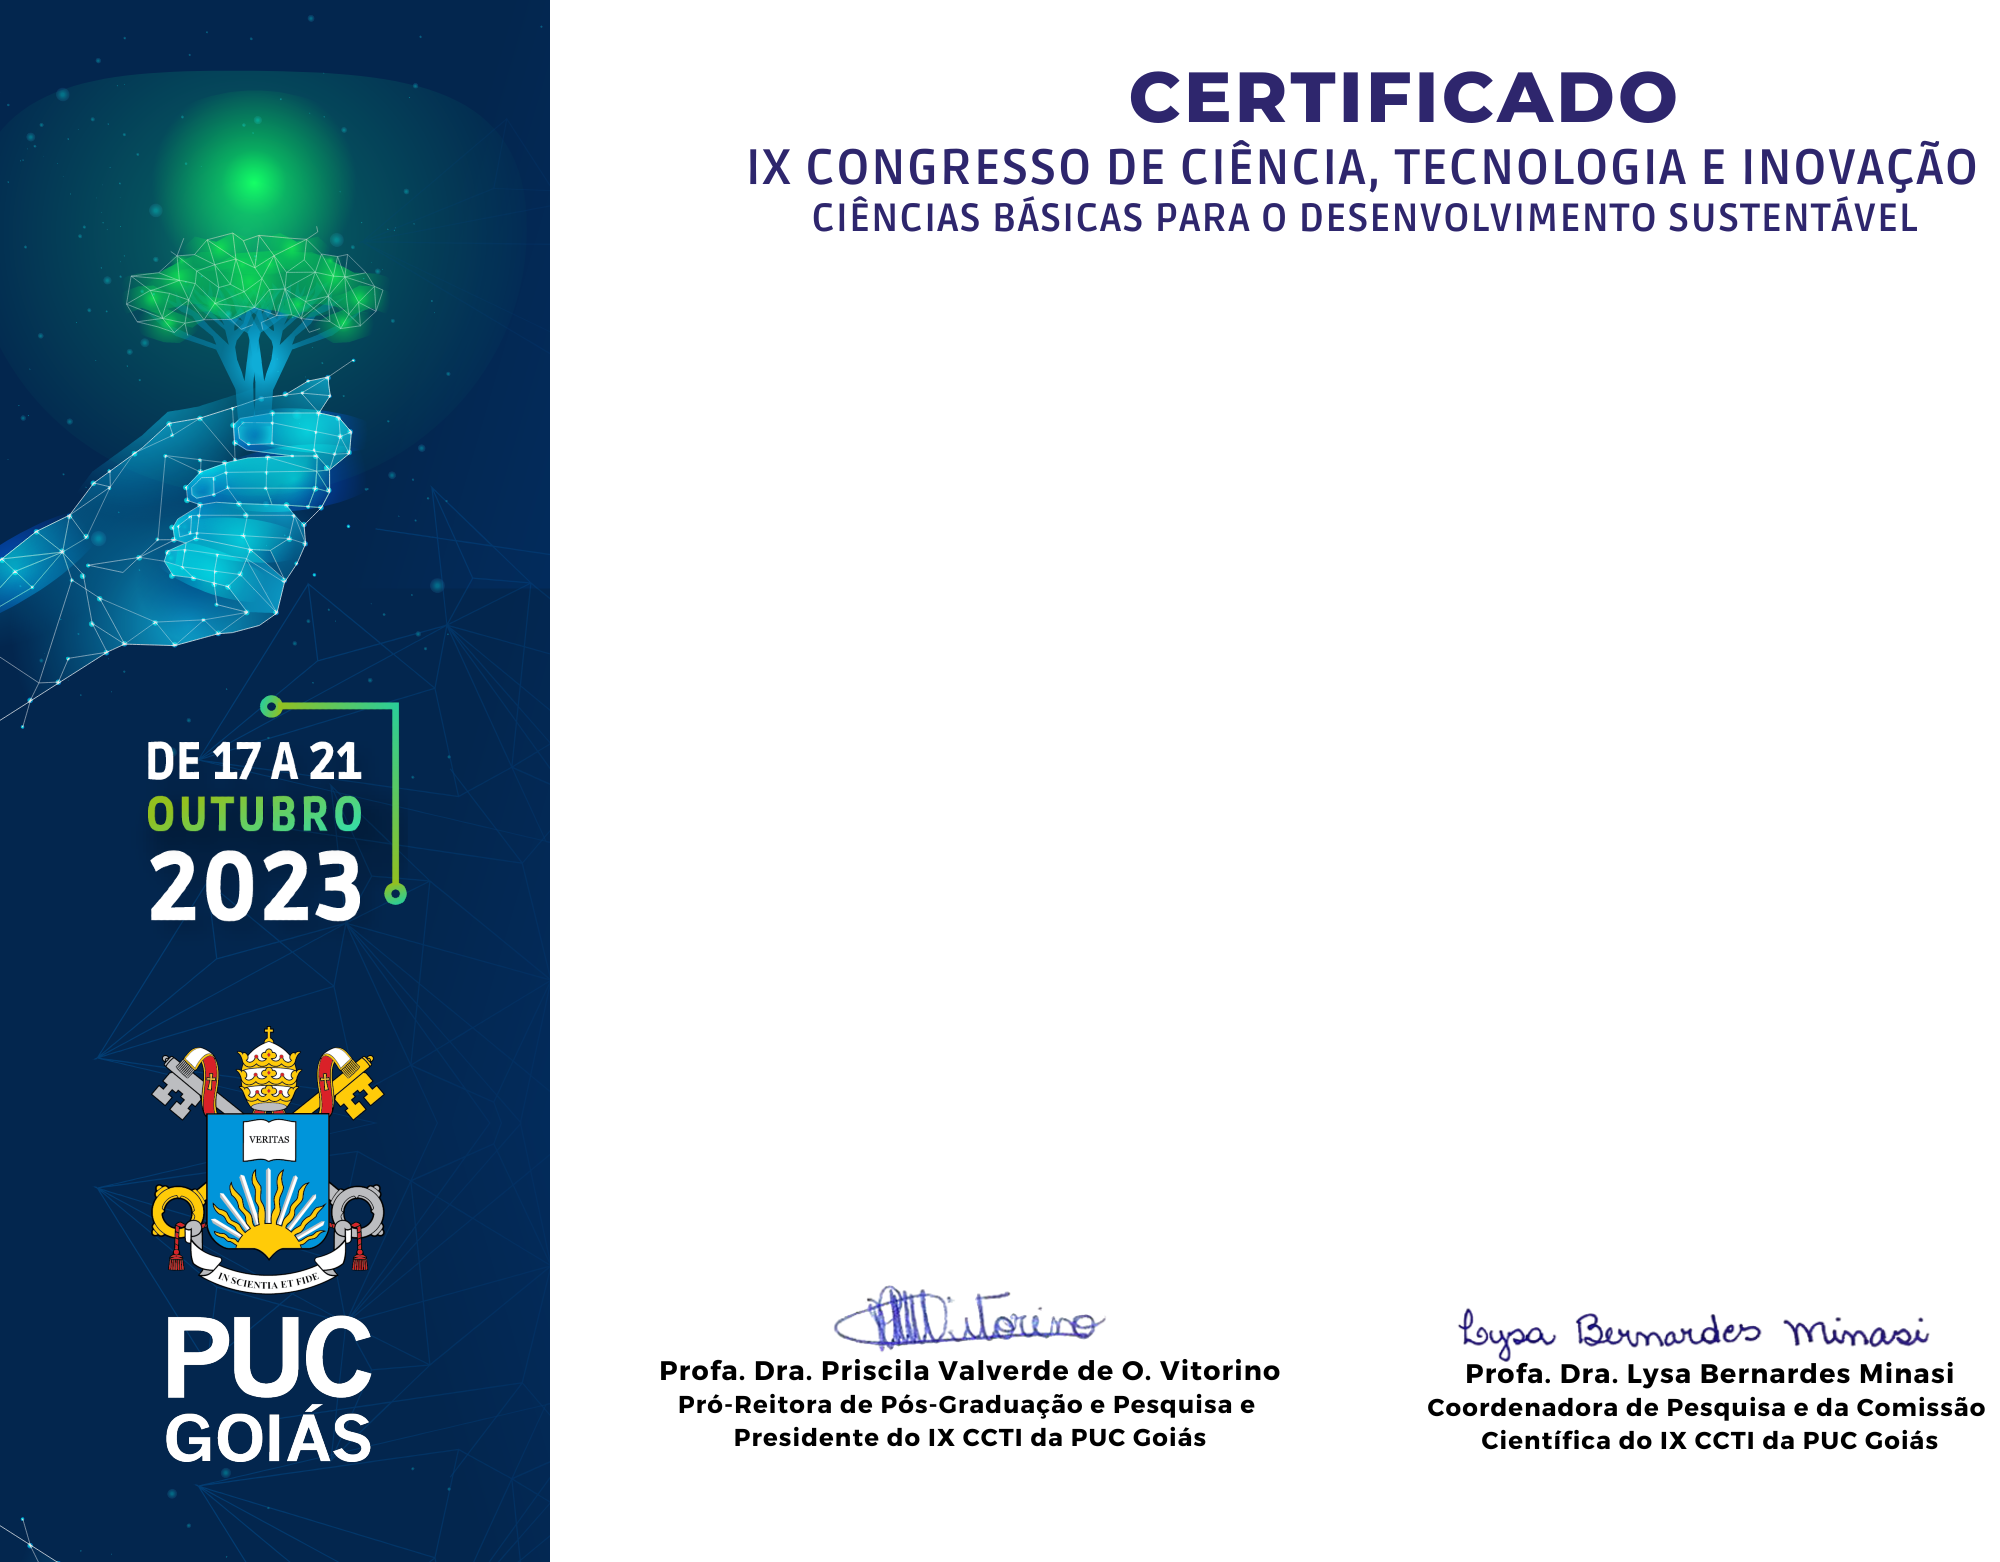 CERTIFICADO
IX CONGRESSO DE CIÊNCIA, TECNOLOGIA E INOVAÇÃO
CIÊNCIAS BÁSICAS PARA O DESENVOLVIMENTO SUSTENTÁVEL
DE 17 A 21
OUTUBRO
2023
VERITAS
IN SCIENTIA ET FIDE
PUC
GOIÁS
Vitorino
Profa. Dra. Priscila Valverde de O. Vitorino
Pró-Reitora de Pós-Graduação e Pesquisa e
Presidente do IX CCTI da PUC Goiás
Lysa Bernardes Minasi
Profa. Dra. Lysa Bernardes Minasi
Coordenadora de Pesquisa e da Comissão
Científica do IX CCTI da PUC Goiás